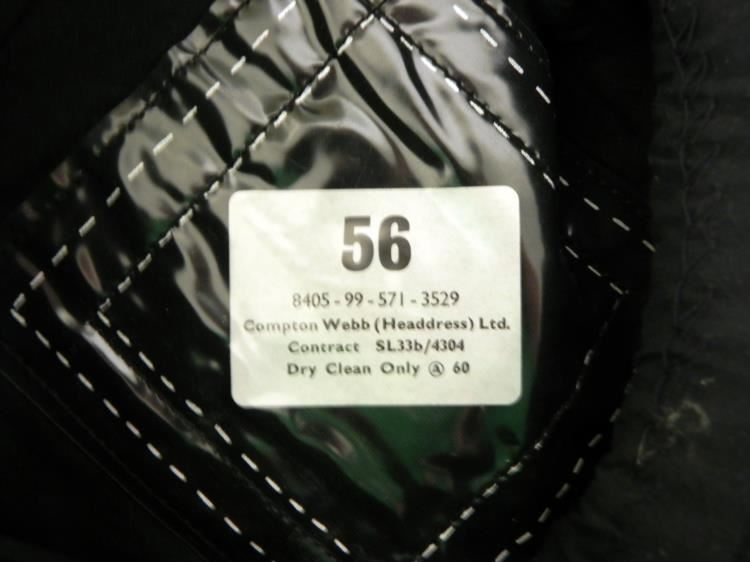 56
8405-99-571-3529
Compton Webb (Headdress) Ltd.
Contract SL33b/4304
Dry Clean Only Ⓐ 60